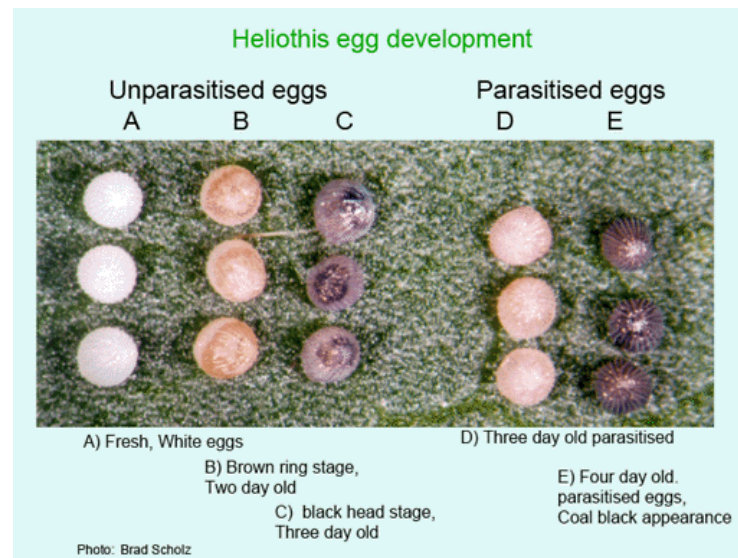 Heliothis egg development
Unparasitised eggs
Parasitised eggs
A
B
C
D
E
A) Fresh, White eggs
B) Brown ring stage,
Two day old
C) black head stage,
Three day old
D) Three day old parasitised
E) Four day old.
parasitised eggs,
Coal black appearance
Photo: Brad Scholz